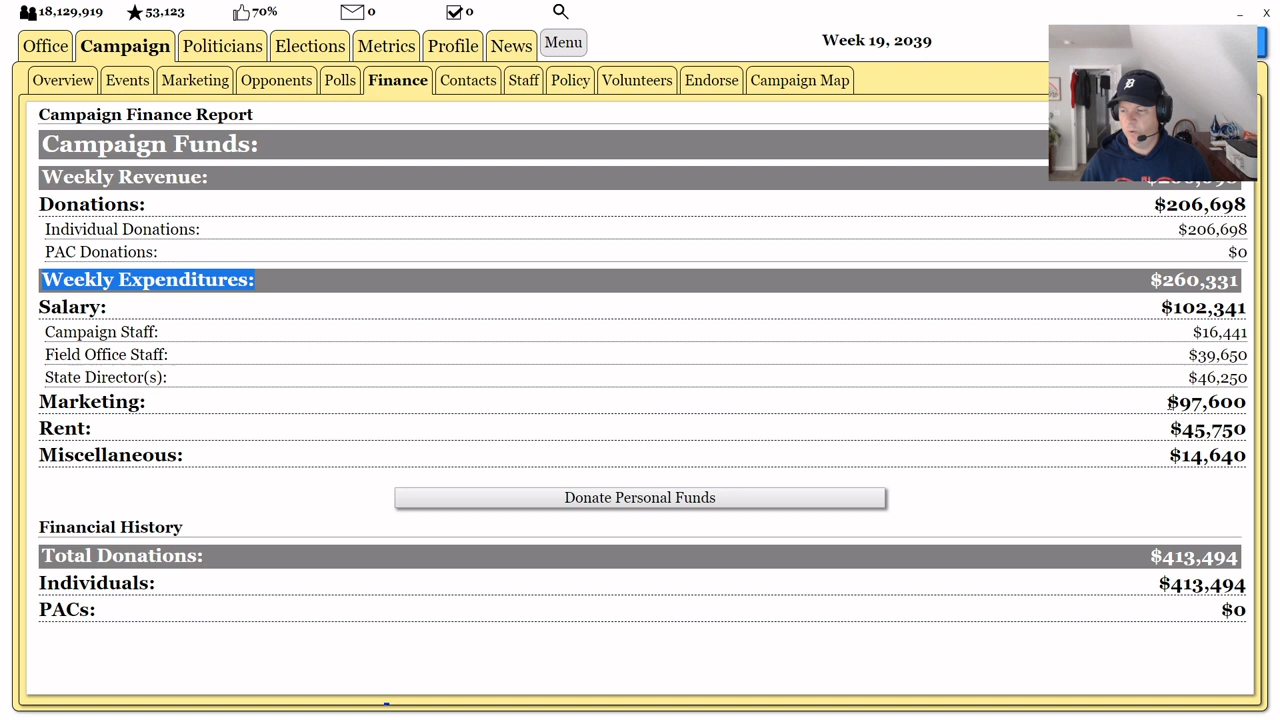 18,129,919 53,123 70% 0 0
_ X
Office Campaign Politicians Elections Metrics Profile News Menu Week 19, 2039
Overview Events Marketing Opponents Polls Finance Contacts Staff Policy Volunteers Endorse Campaign Map
Campaign Finance Report
Campaign Funds:
Weekly Revenue:
Donations: $206,698
Individual Donations: $206,698
PAC Donations: $0
Weekly Expenditures: $260,331
Salary: $102,341
Campaign Staff: $16,441
Field Office Staff: $39,650
State Director(s): $46,250
Marketing: $97,600
Rent: $45,750
Miscellaneous: $14,640
Donate Personal Funds
Financial History
Total Donations: $413,494
Individuals: $413,494
PACs: $0